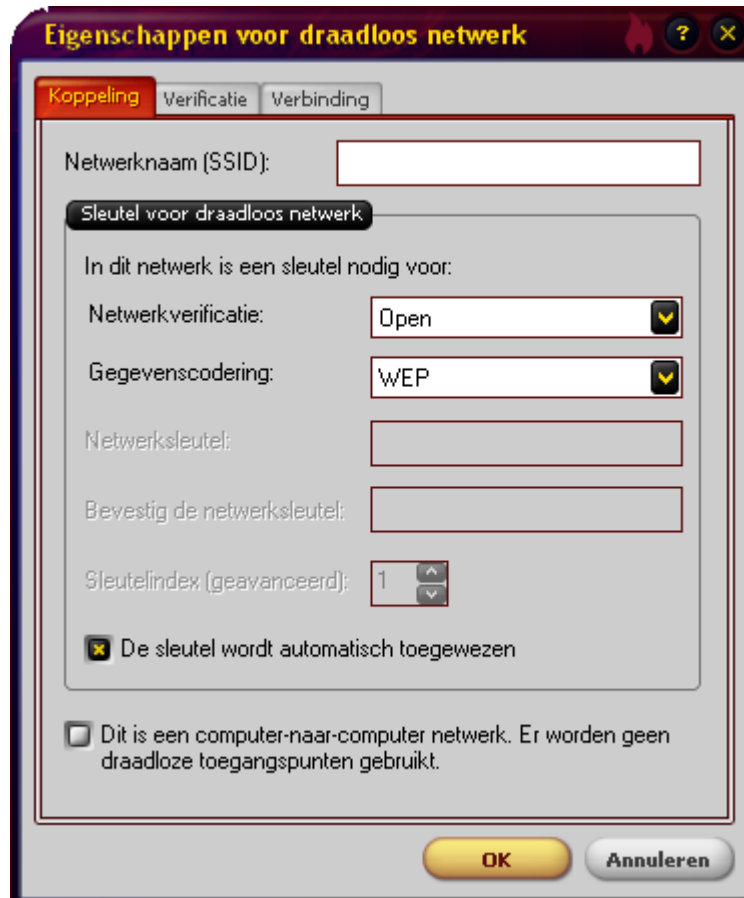 Eigenschappen voor draadloos netwerk
?
Koppeling
Verificatie
Verbinding
Netwerknaam (SSID):
Sleutel voor draadloos netwerk
In dit netwerk is een sleutel nodig voor:
Netwerkverificatie:
Open
Gegevenscodering:
WEP
Netwerksleutel:
Bevestig de netwerksleutel:
Sleutelindex (geavanceerd):
1
De sleutel wordt automatisch toegewezen
Dit is een computer-naar-computer netwerk. Er worden geen
draadloze toegangspunten gebruikt.
OK
Annuleren